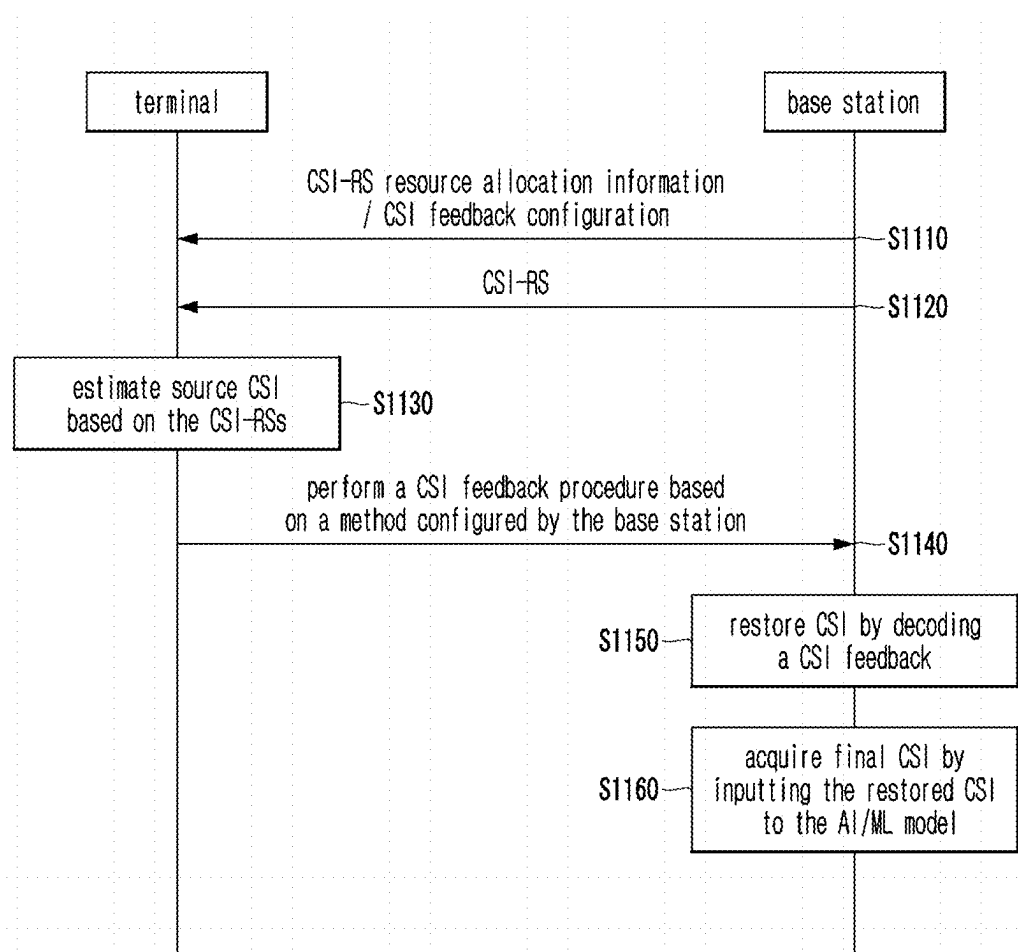 terminal
base station
CSI-RS resource allocation information
/ CSI feedback configuration
S1110
CSI-RS
S1120
estimate source CSI
based on the CSI-RSs
S1130
perform a CSI feedback procedure based
on a method configured by the base station
S1140
restore CSI by decoding
a CSI feedback
S1150
acquire final CSI by
inputting the restored CSI
to the AI/ML model
S1160